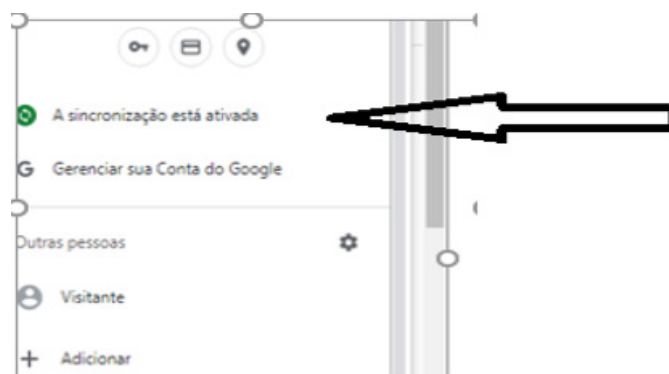 A sincronização está ativada
G Gerenciar sua Conta do Google
Outras pessoas
Visitante
+ Adicionar